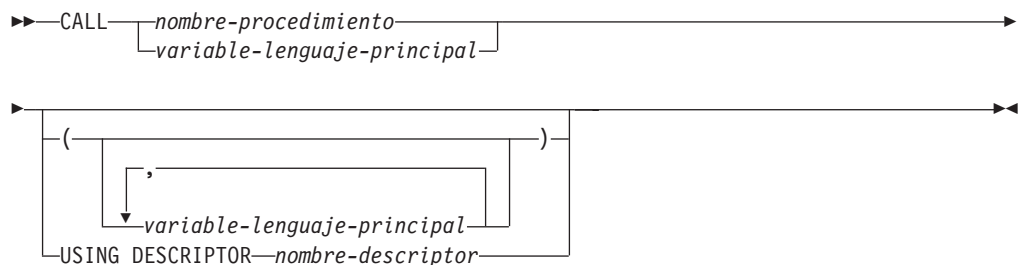 CALL nombre-procedimiento
variable-lenguaje-principal
( )
,
variable-lenguaje-principal
USING DESCRIPTOR nombre-descriptor